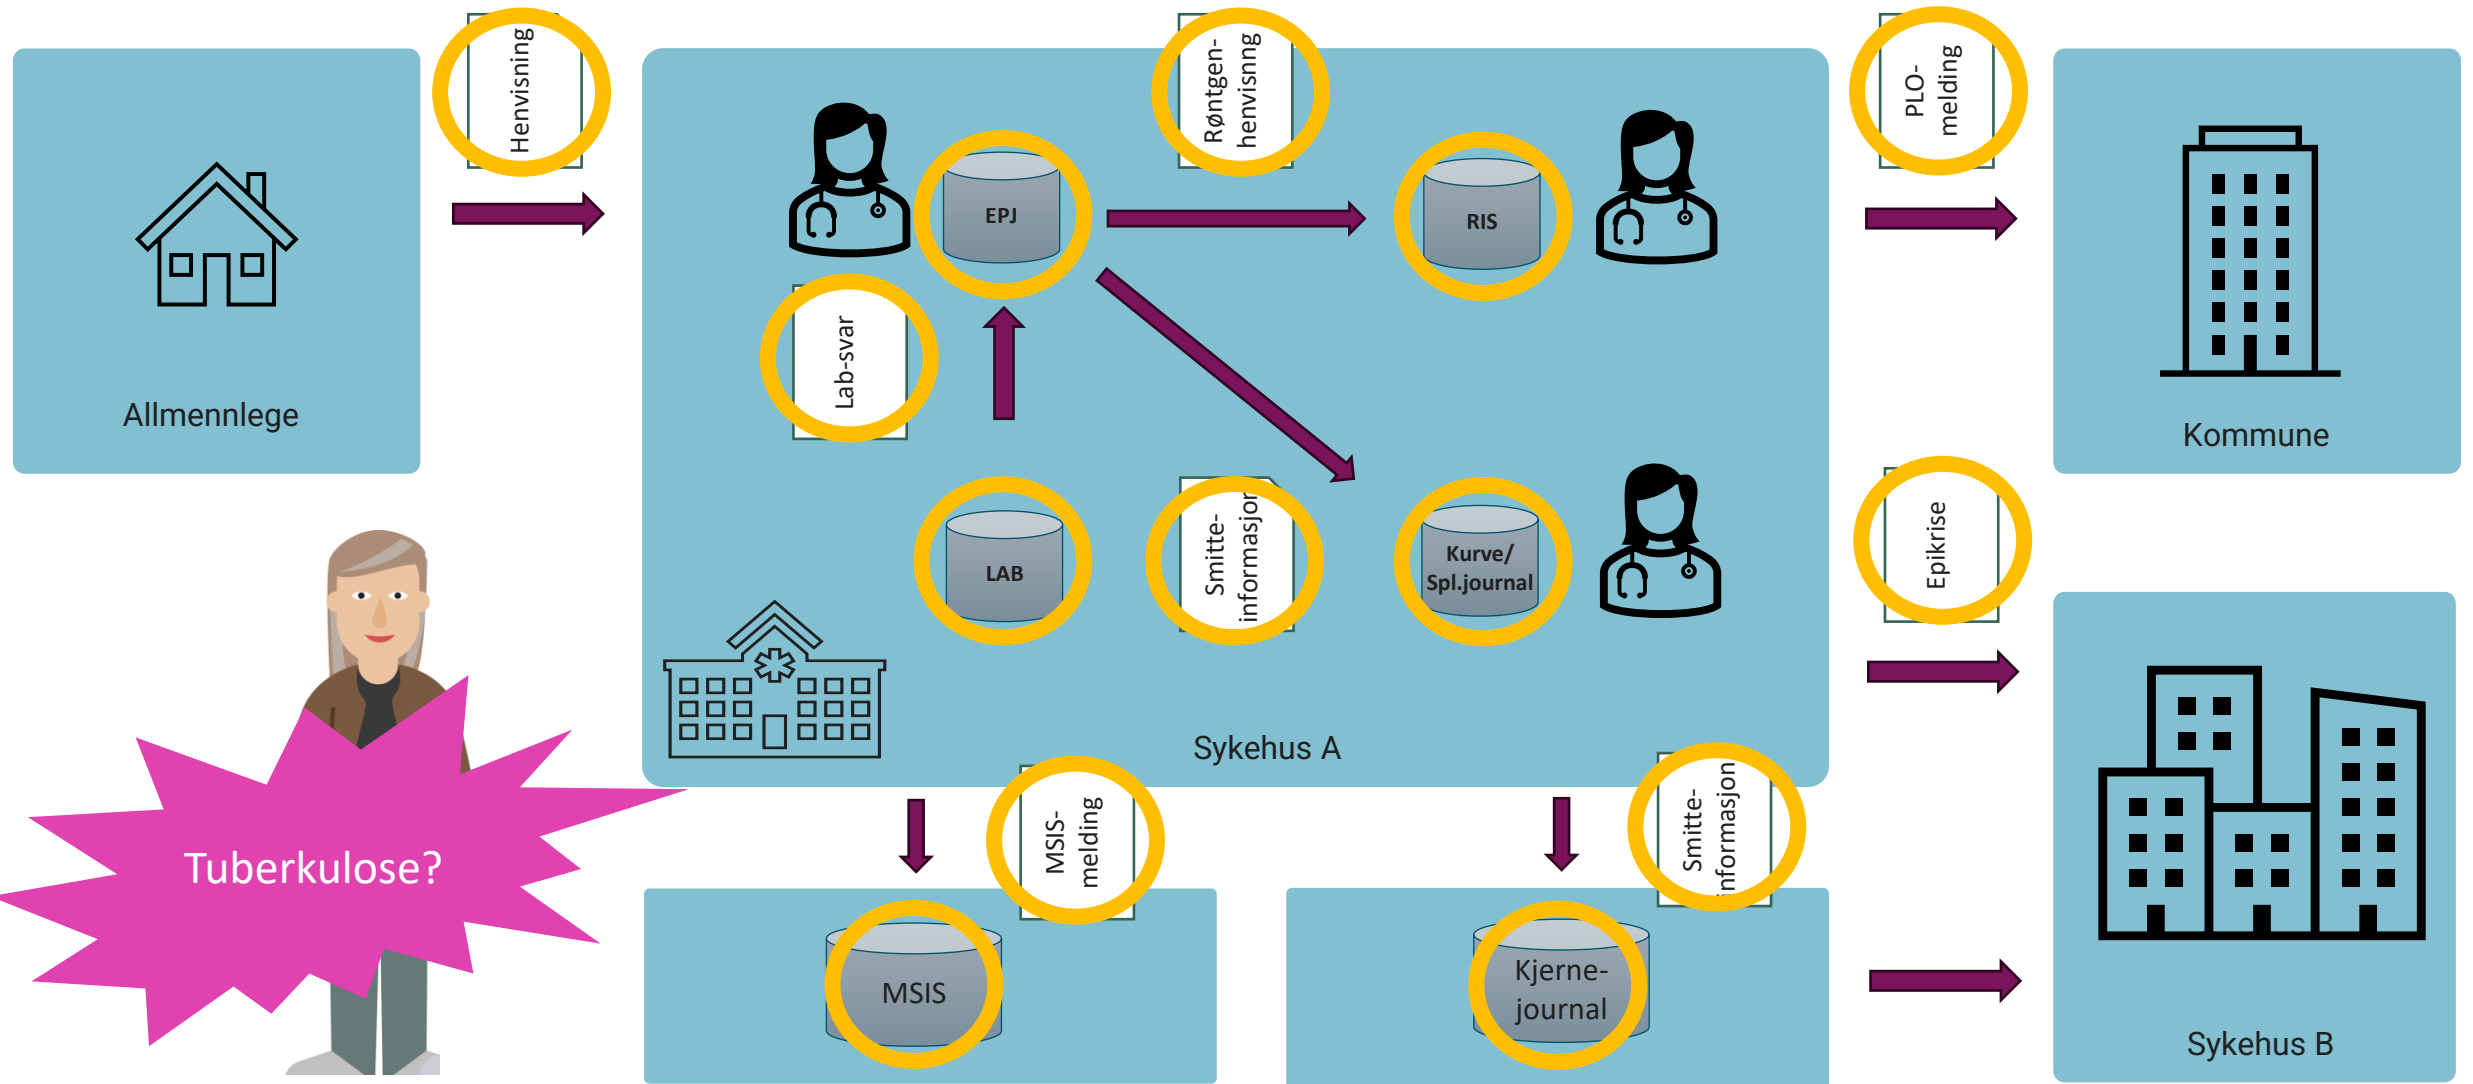 Henvisning
Røntgen-
henvisnng
PLO-
melding
EPJ
RIS
Lab-svar
Allmennlege
Kommune
LAB
Smitte-
informasjon
Kurve/
Spl.journal
Epikrise
Sykehus A
Tuberkulose?
MSIS-
melding
Smitte-
informasjon
MSIS
Kjerne-
journal
Sykehus B